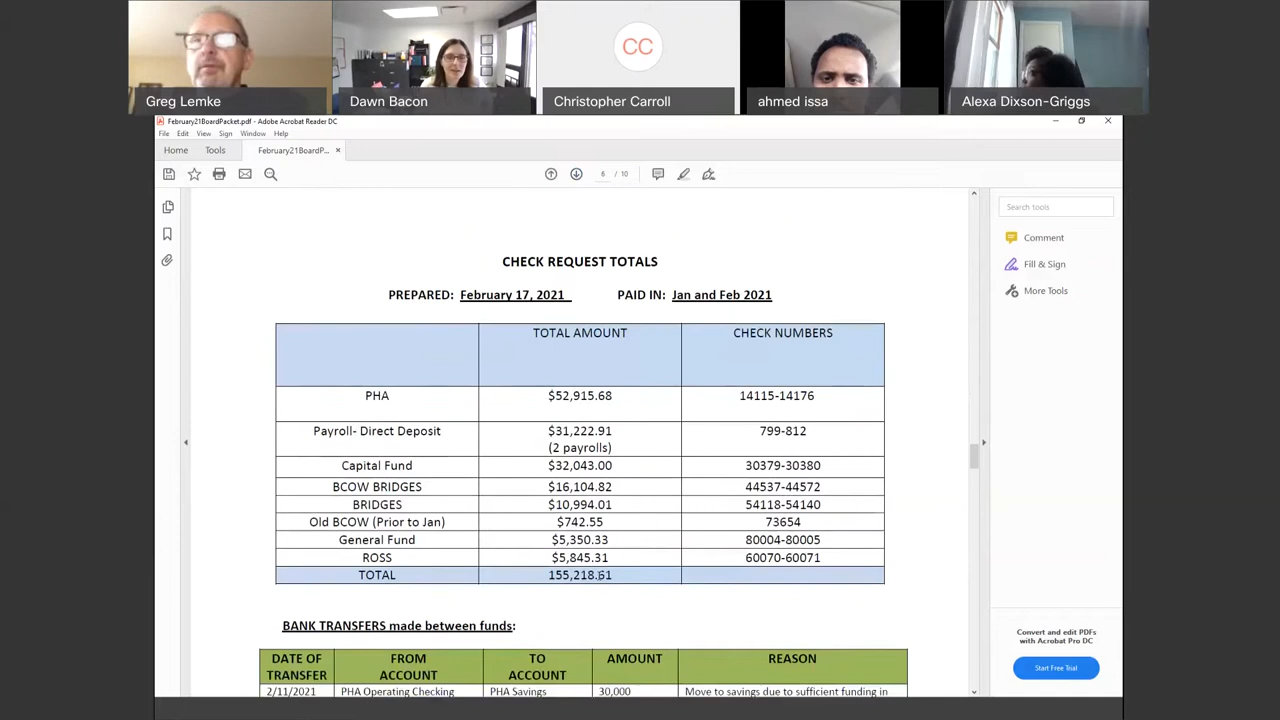 CC
Greg Lemke
Dawn Bacon
Christopher Carroll
ahmed issa
Alexa Dixson-Griggs
February21BoardPacket.pdf - Adobe Acrobat Reader DC
File Edit View Sign Window Help
Home Tools February21BoardP... ×
6 / 10
Search tools
Comment
Fill & Sign
More Tools
CHECK REQUEST TOTALS
PREPARED: February 17, 2021 PAID IN: Jan and Feb 2021
TOTAL AMOUNT CHECK NUMBERS
PHA $52,915.68 14115-14176
Payroll- Direct Deposit $31,222.91 799-812
(2 payrolls)
Capital Fund $32,043.00 30379-30380
BCOW BRIDGES $16,104.82 44537-44572
BRIDGES $10,994.01 54118-54140
Old BCOW (Prior to Jan) $742.55 73654
General Fund $5,350.33 80004-80005
ROSS $5,845.31 60070-60071
TOTAL 155,218.61
BANK TRANSFERS made between funds:
DATE OF FROM TO AMOUNT REASON
TRANSFER ACCOUNT ACCOUNT
2/11/2021 PHA Operating Checking PHA Savings 30,000 Move to savings due to sufficient funding in
Convert and edit PDFs
with Acrobat Pro DC
Start Free Trial